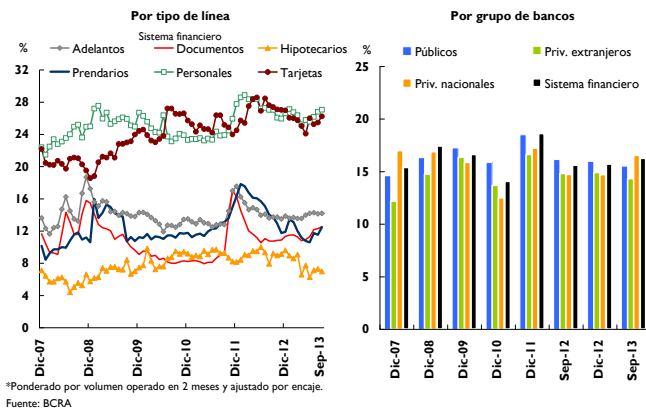 Por tipo de línea
Sistema financiero
%
Adelantos
Documentos
Hipotecarios
Prendarios
Personales
Tarjetas
32
28
24
20
16
12
8
4
0
Dic-07
Dic-08
Dic-09
Dic-10
Dic-11
Dic-12
Sep-13
Por grupo de bancos
%
Públicos
Priv. extranjeros
Priv. nacionales
Sistema financiero
25
20
15
10
5
0
Dic-07
Dic-08
Dic-09
Dic-10
Dic-11
Sep-12
Dic-12
Sep-13
*Ponderado por volumen operado en 2 meses y ajustado por encaje.
Fuente: BCRA